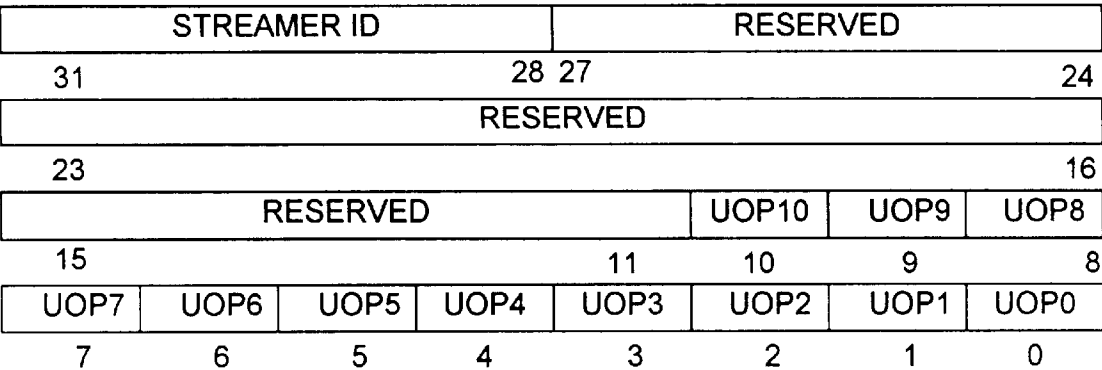 STREAMER ID RESERVED
31 28 27 24
RESERVED
23 16
RESERVED UOP10 UOP9 UOP8
15 11 10 9 8
UOP7 UOP6 UOP5 UOP4 UOP3 UOP2 UOP1 UOP0
7 6 5 4 3 2 1 0